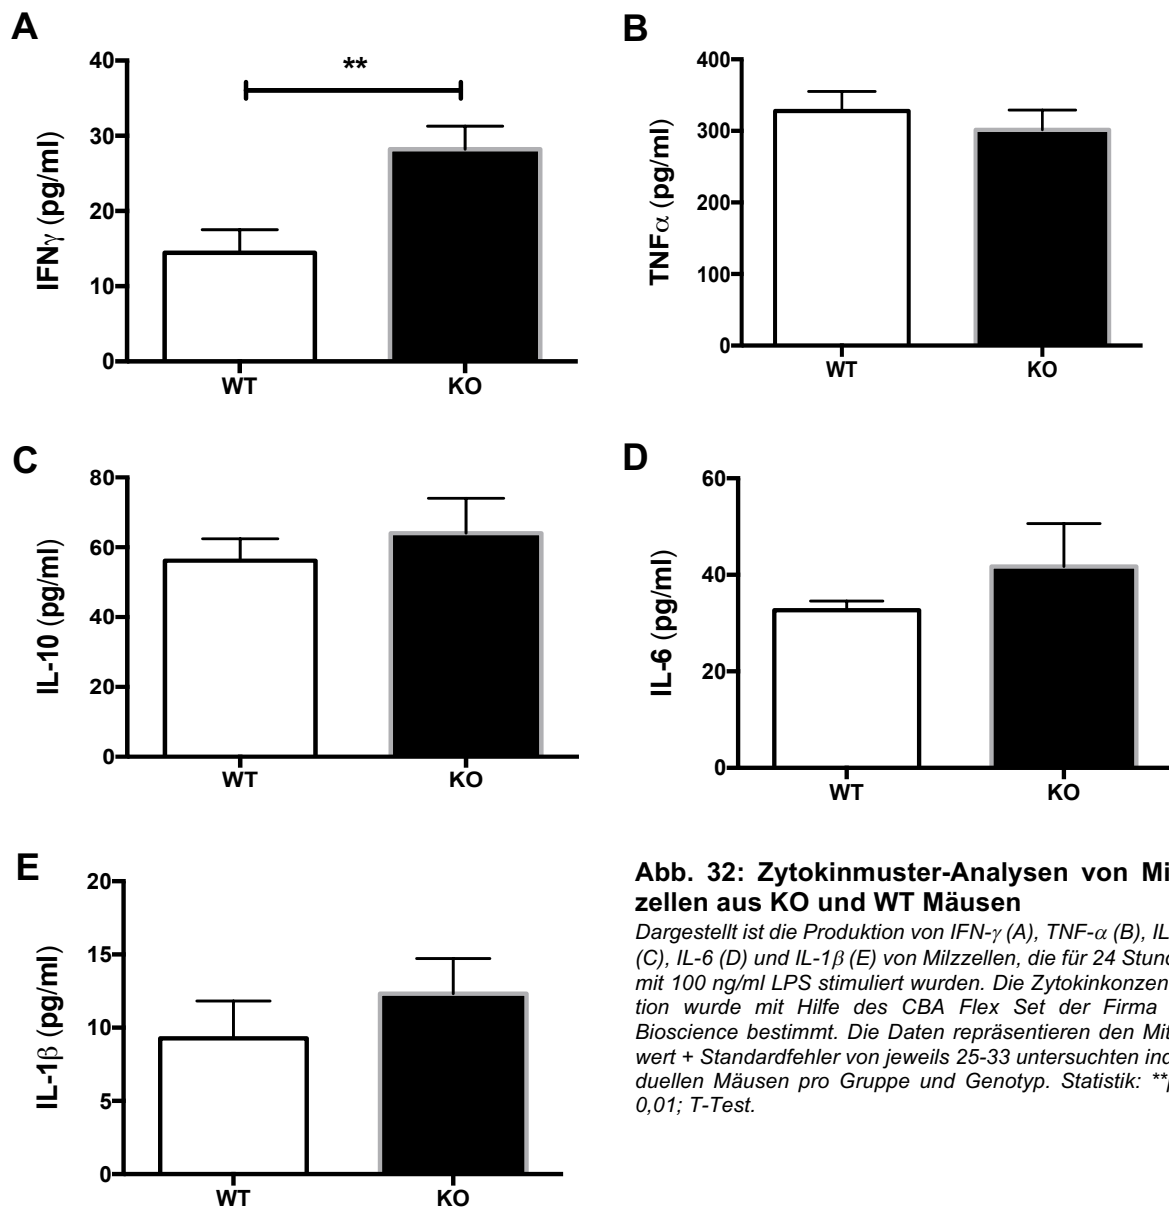 A
40
30
20
10
0
IFNγ (pg/ml)
**
WT KO
B
400
300
200
100
0
TNFα (pg/ml)
WT KO
C
80
60
40
20
0
IL-10 (pg/ml)
WT KO
D
60
40
20
0
IL-6 (pg/ml)
WT KO
E
20
15
10
5
0
IL-1β (pg/ml)
WT KO
Abb. 32: Zytokinmuster-Analysen von Mi
zellen aus KO und WT Mäusen
Dargestellt ist die Produktion von IFN-γ (A), TNF-α (B), IL
(C), IL-6 (D) und IL-1β (E) von Milzzellen, die für 24 Stund
mit 100 ng/ml LPS stimuliert wurden. Die Zytokinkonzen
tion wurde mit Hilfe des CBA Flex Set der Firma
Bioscience bestimmt. Die Daten repräsentieren den Mit
wert + Standardfehler von jeweils 25-33 untersuchten ind
duellen Mäusen pro Gruppe und Genotyp. Statistik: **p
0,01; T-Test.